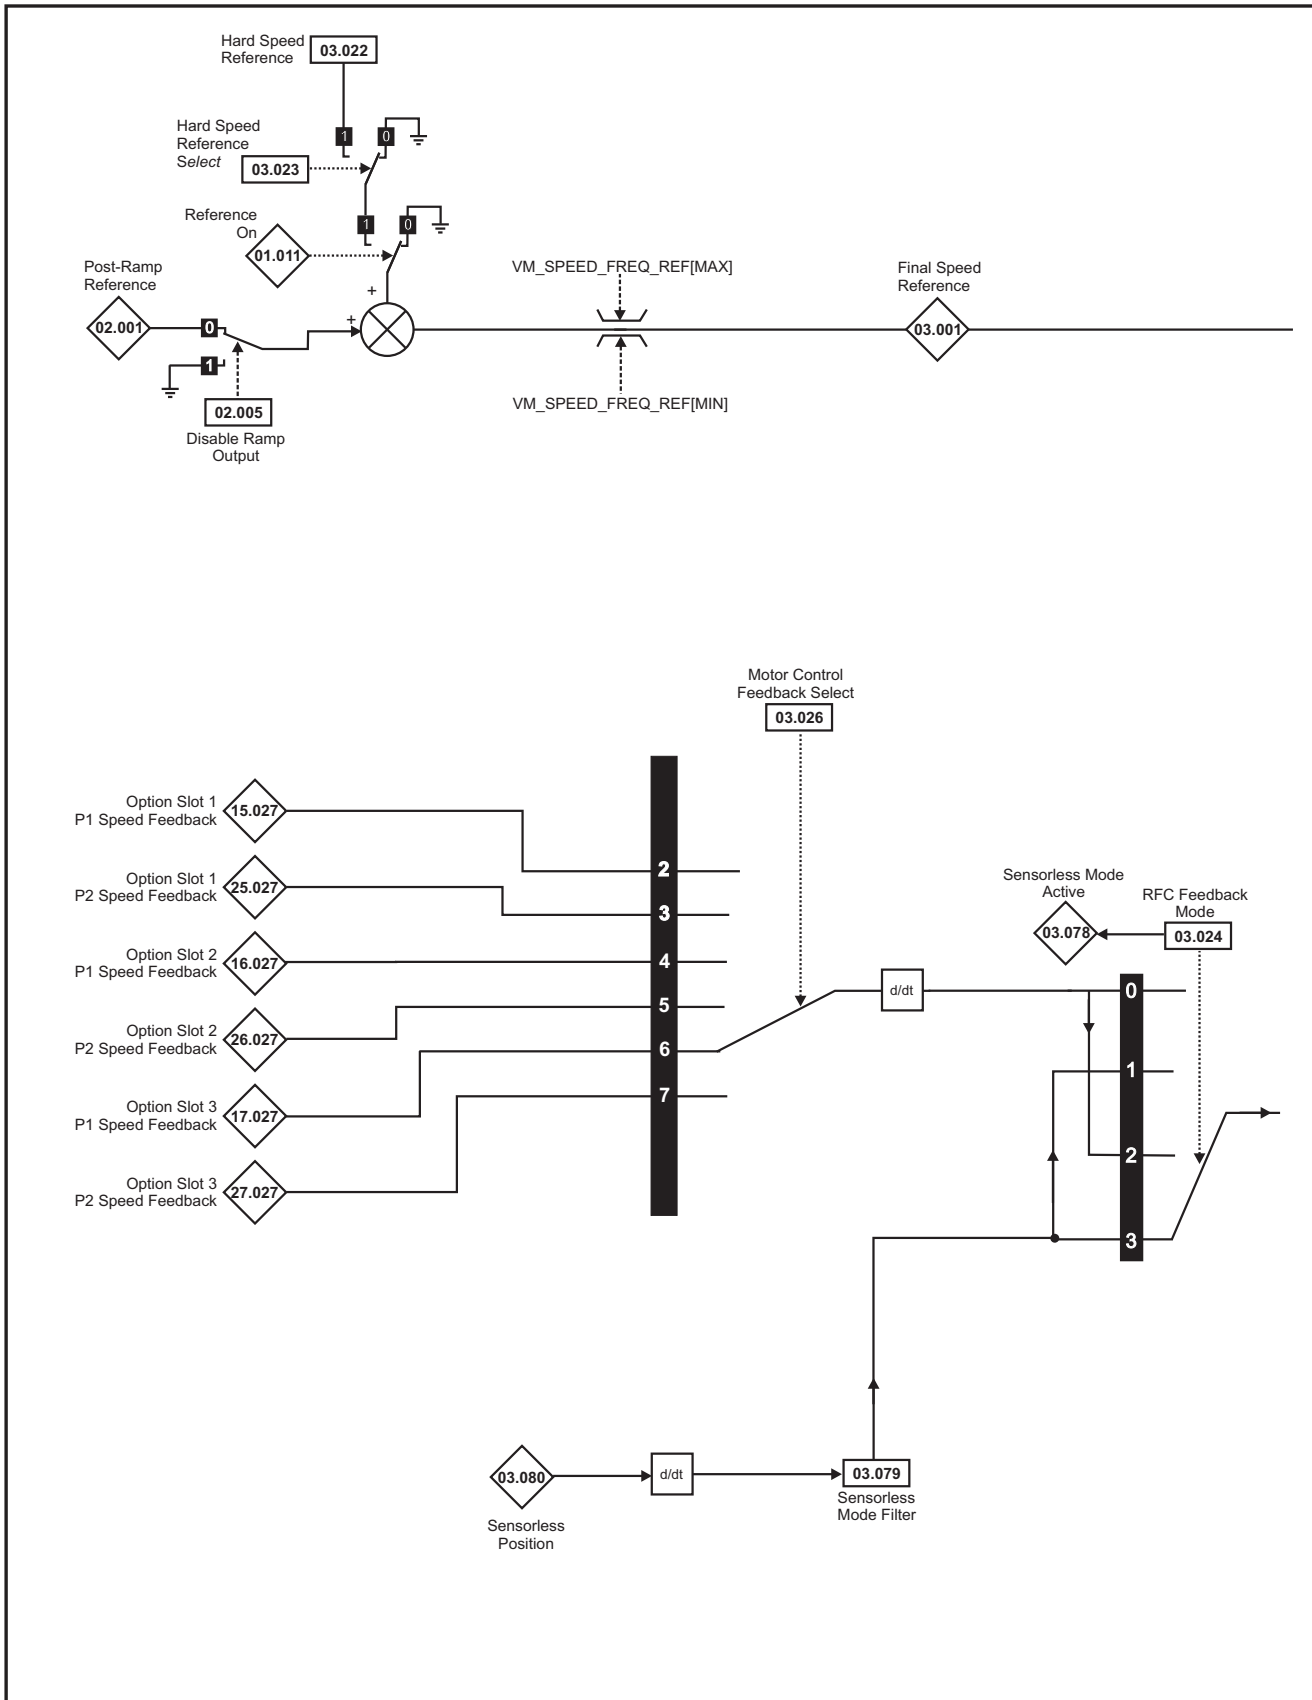 Hard Speed
Reference
03.022
1
0
Hard Speed
Reference
Select
03.023
Reference
On
01.011
1
0
Post-Ramp
Reference
02.001
0
1
02.005
Disable Ramp
Output
+
+
VM_SPEED_FREQ_REF[MAX]
VM_SPEED_FREQ_REF[MIN]
Final Speed
Reference
03.001
Motor Control
Feedback Select
03.026
Option Slot 1
P1 Speed Feedback
15.027
Option Slot 1
P2 Speed Feedback
25.027
Option Slot 2
P1 Speed Feedback
16.027
Option Slot 2
P2 Speed Feedback
26.027
Option Slot 3
P1 Speed Feedback
17.027
Option Slot 3
P2 Speed Feedback
27.027
2
3
4
5
6
7
d/dt
Sensorless Mode
Active
03.078
RFC Feedback
Mode
03.024
0
1
2
3
03.080
Sensorless
Position
d/dt
03.079
Sensorless
Mode Filter